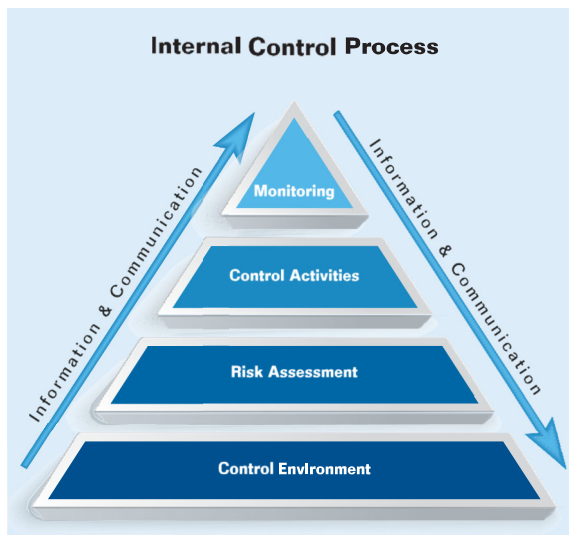 Internal Control Process
Information & Communication
Information & Communication
Monitoring
Control Activities
Risk Assessment
Control Environment